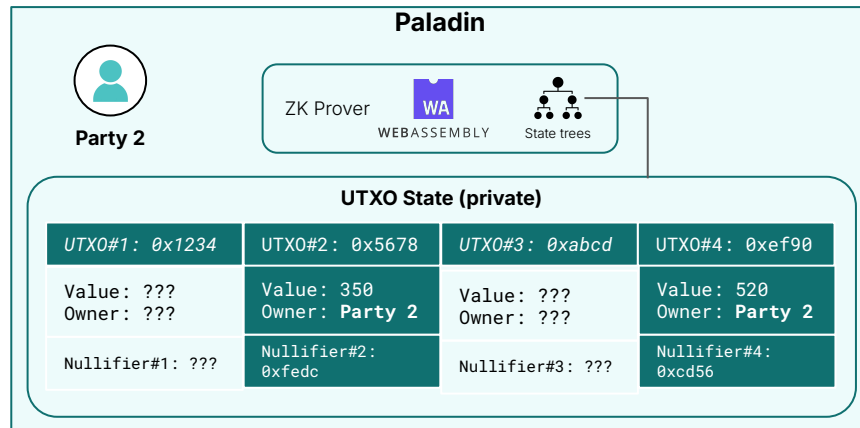 Paladin
Party 2
ZK Prover
WA
WEBASSEMBLY
State trees
UTXO State (private)
UTXO#1: 0x1234
UTXO#2: 0x5678
UTXO#3: 0xabcd
UTXO#4: 0xef90
Value: ???
Owner: ???
Value: 350
Owner: Party 2
Value: ???
Owner: ???
Value: 520
Owner: Party 2
Nullifier#1: ???
Nullifier#2:
0xfedc
Nullifier#3: ???
Nullifier#4:
0xcd56